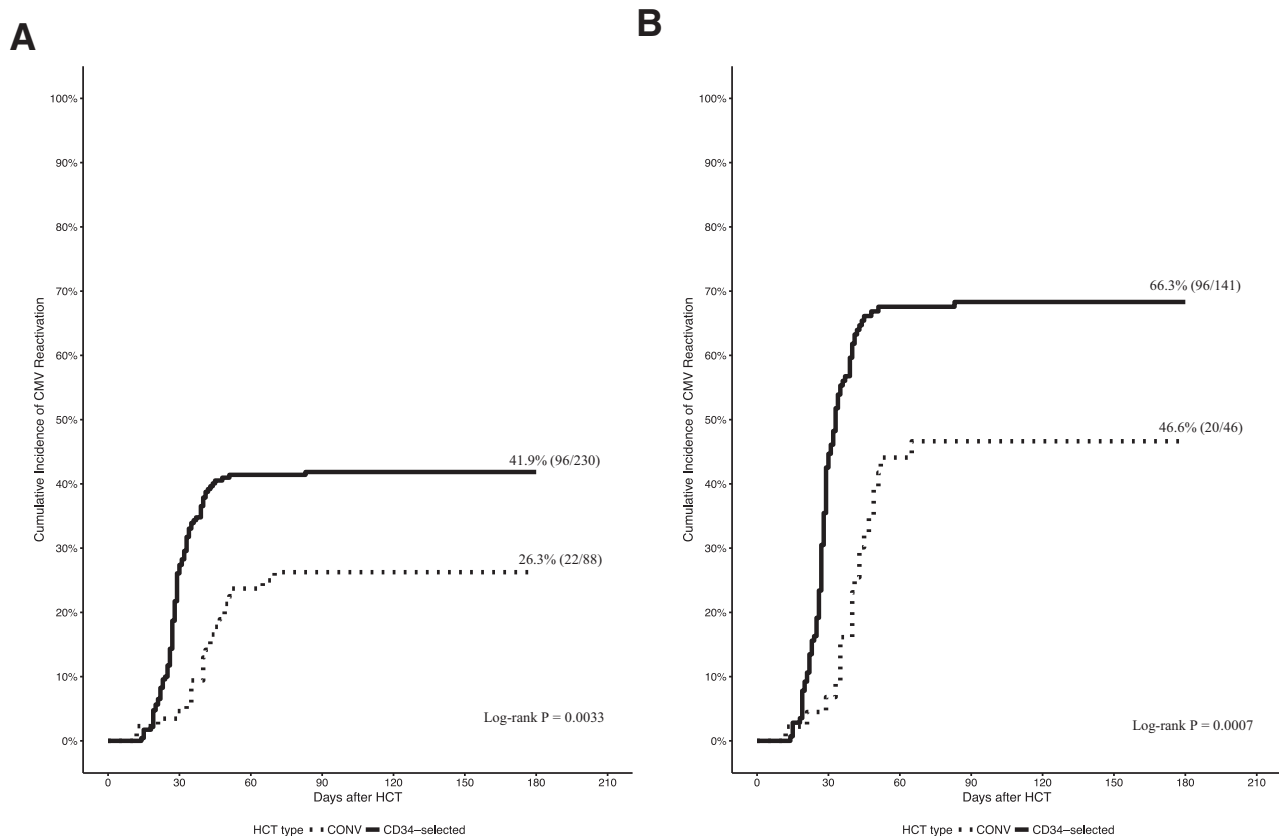 A
Cumulative Incidence of CMV Reactivation
100%
90%
80%
70%
60%
50%
40%
30%
20%
10%
0%
41.9% (96/230)
26.3% (22/88)
Log-rank P = 0.0033
0 30 60 90 120 150 180 210
Days after HCT
HCT type CONV CD34–selected
B
Cumulative Incidence of CMV Reactivation
100%
90%
80%
70%
60%
50%
40%
30%
20%
10%
0%
66.3% (96/141)
46.6% (20/46)
Log-rank P = 0.0007
0 30 60 90 120 150 180 210
Days after HCT
HCT type CONV CD34–selected